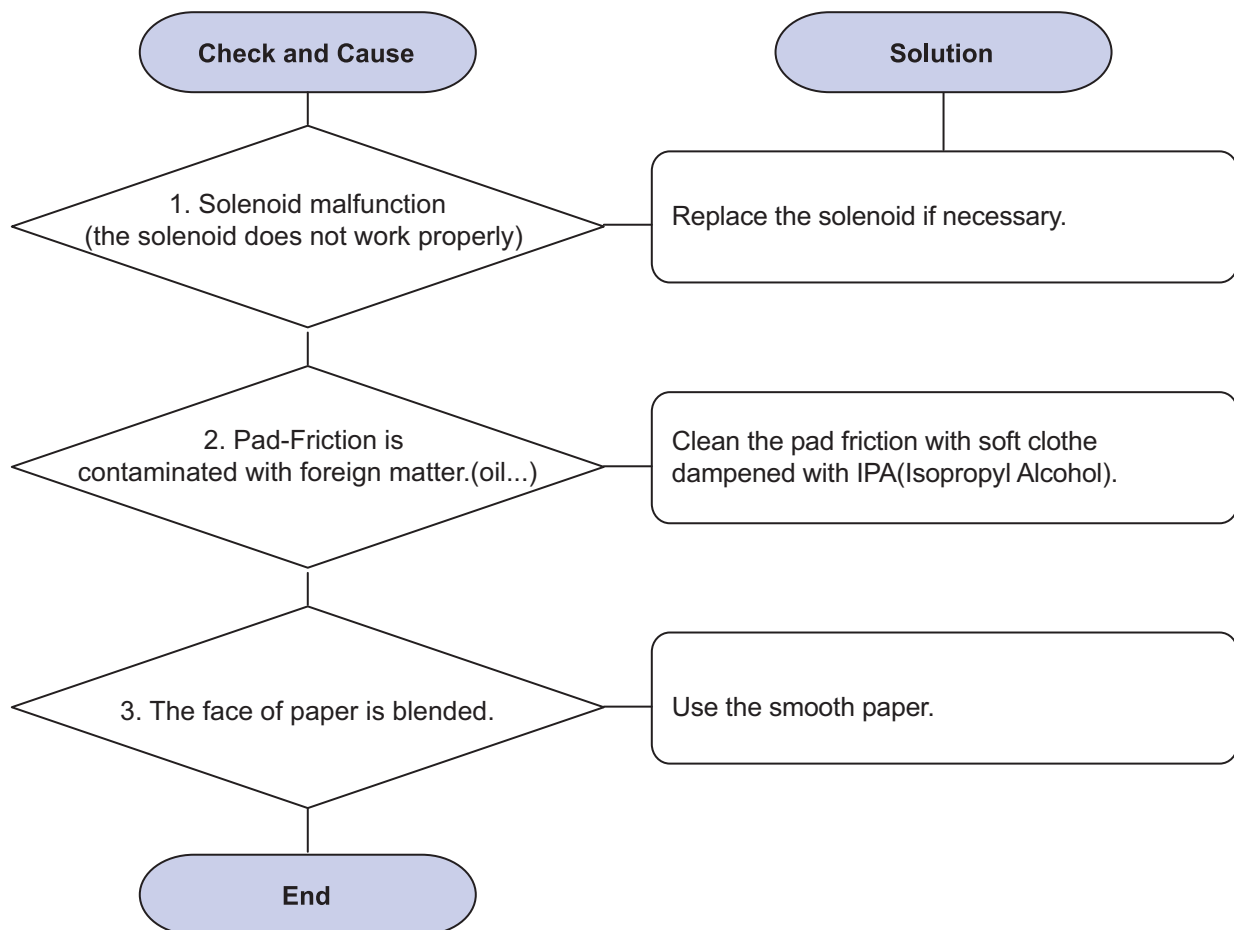 Check and Cause
Solution
1. Solenoid malfunction
(the solenoid does not work properly)
Replace the solenoid if necessary.
2. Pad-Friction is
contaminated with foreign matter.(oil...)
Clean the pad friction with soft clothe
dampened with IPA(Isopropyl Alcohol).
3. The face of paper is blended.
Use the smooth paper.
End